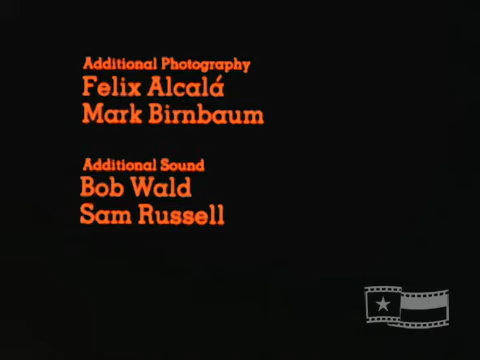 Additional Photography
Felix Alcalá
Mark Birnbaum
Additional Sound
Bob Wald
Sam Russell